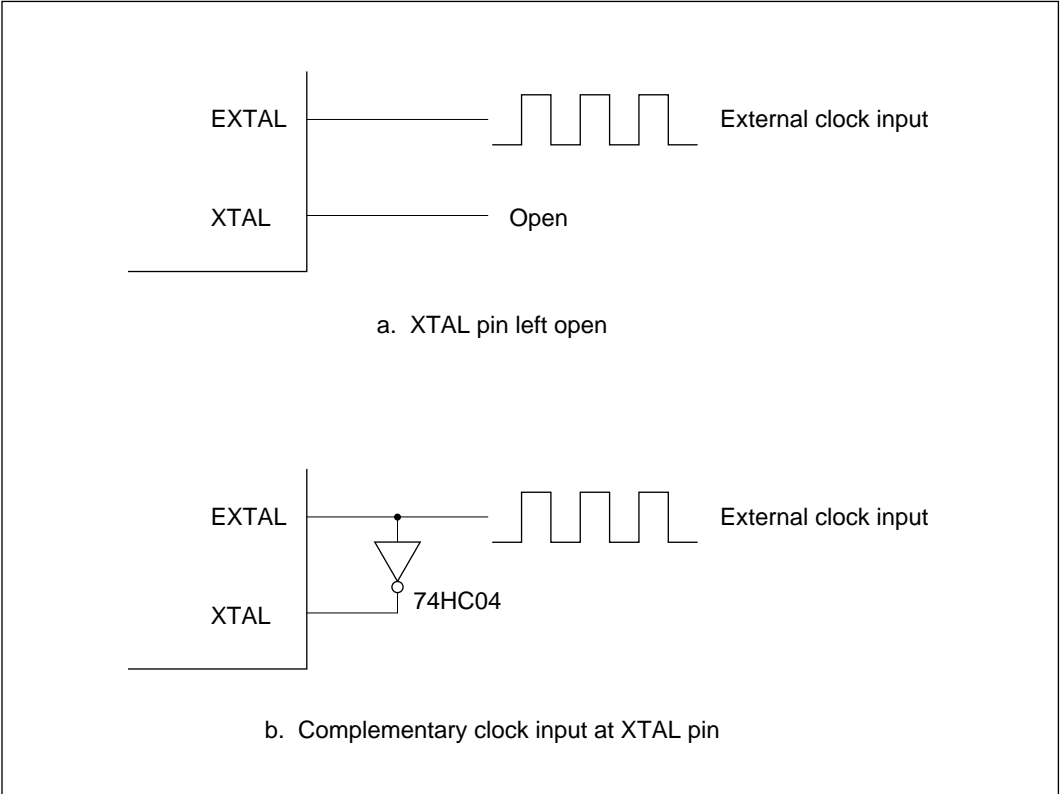 EXTAL
External clock input
XTAL
Open
a. XTAL pin left open
EXTAL
External clock input
74HC04
XTAL
b. Complementary clock input at XTAL pin